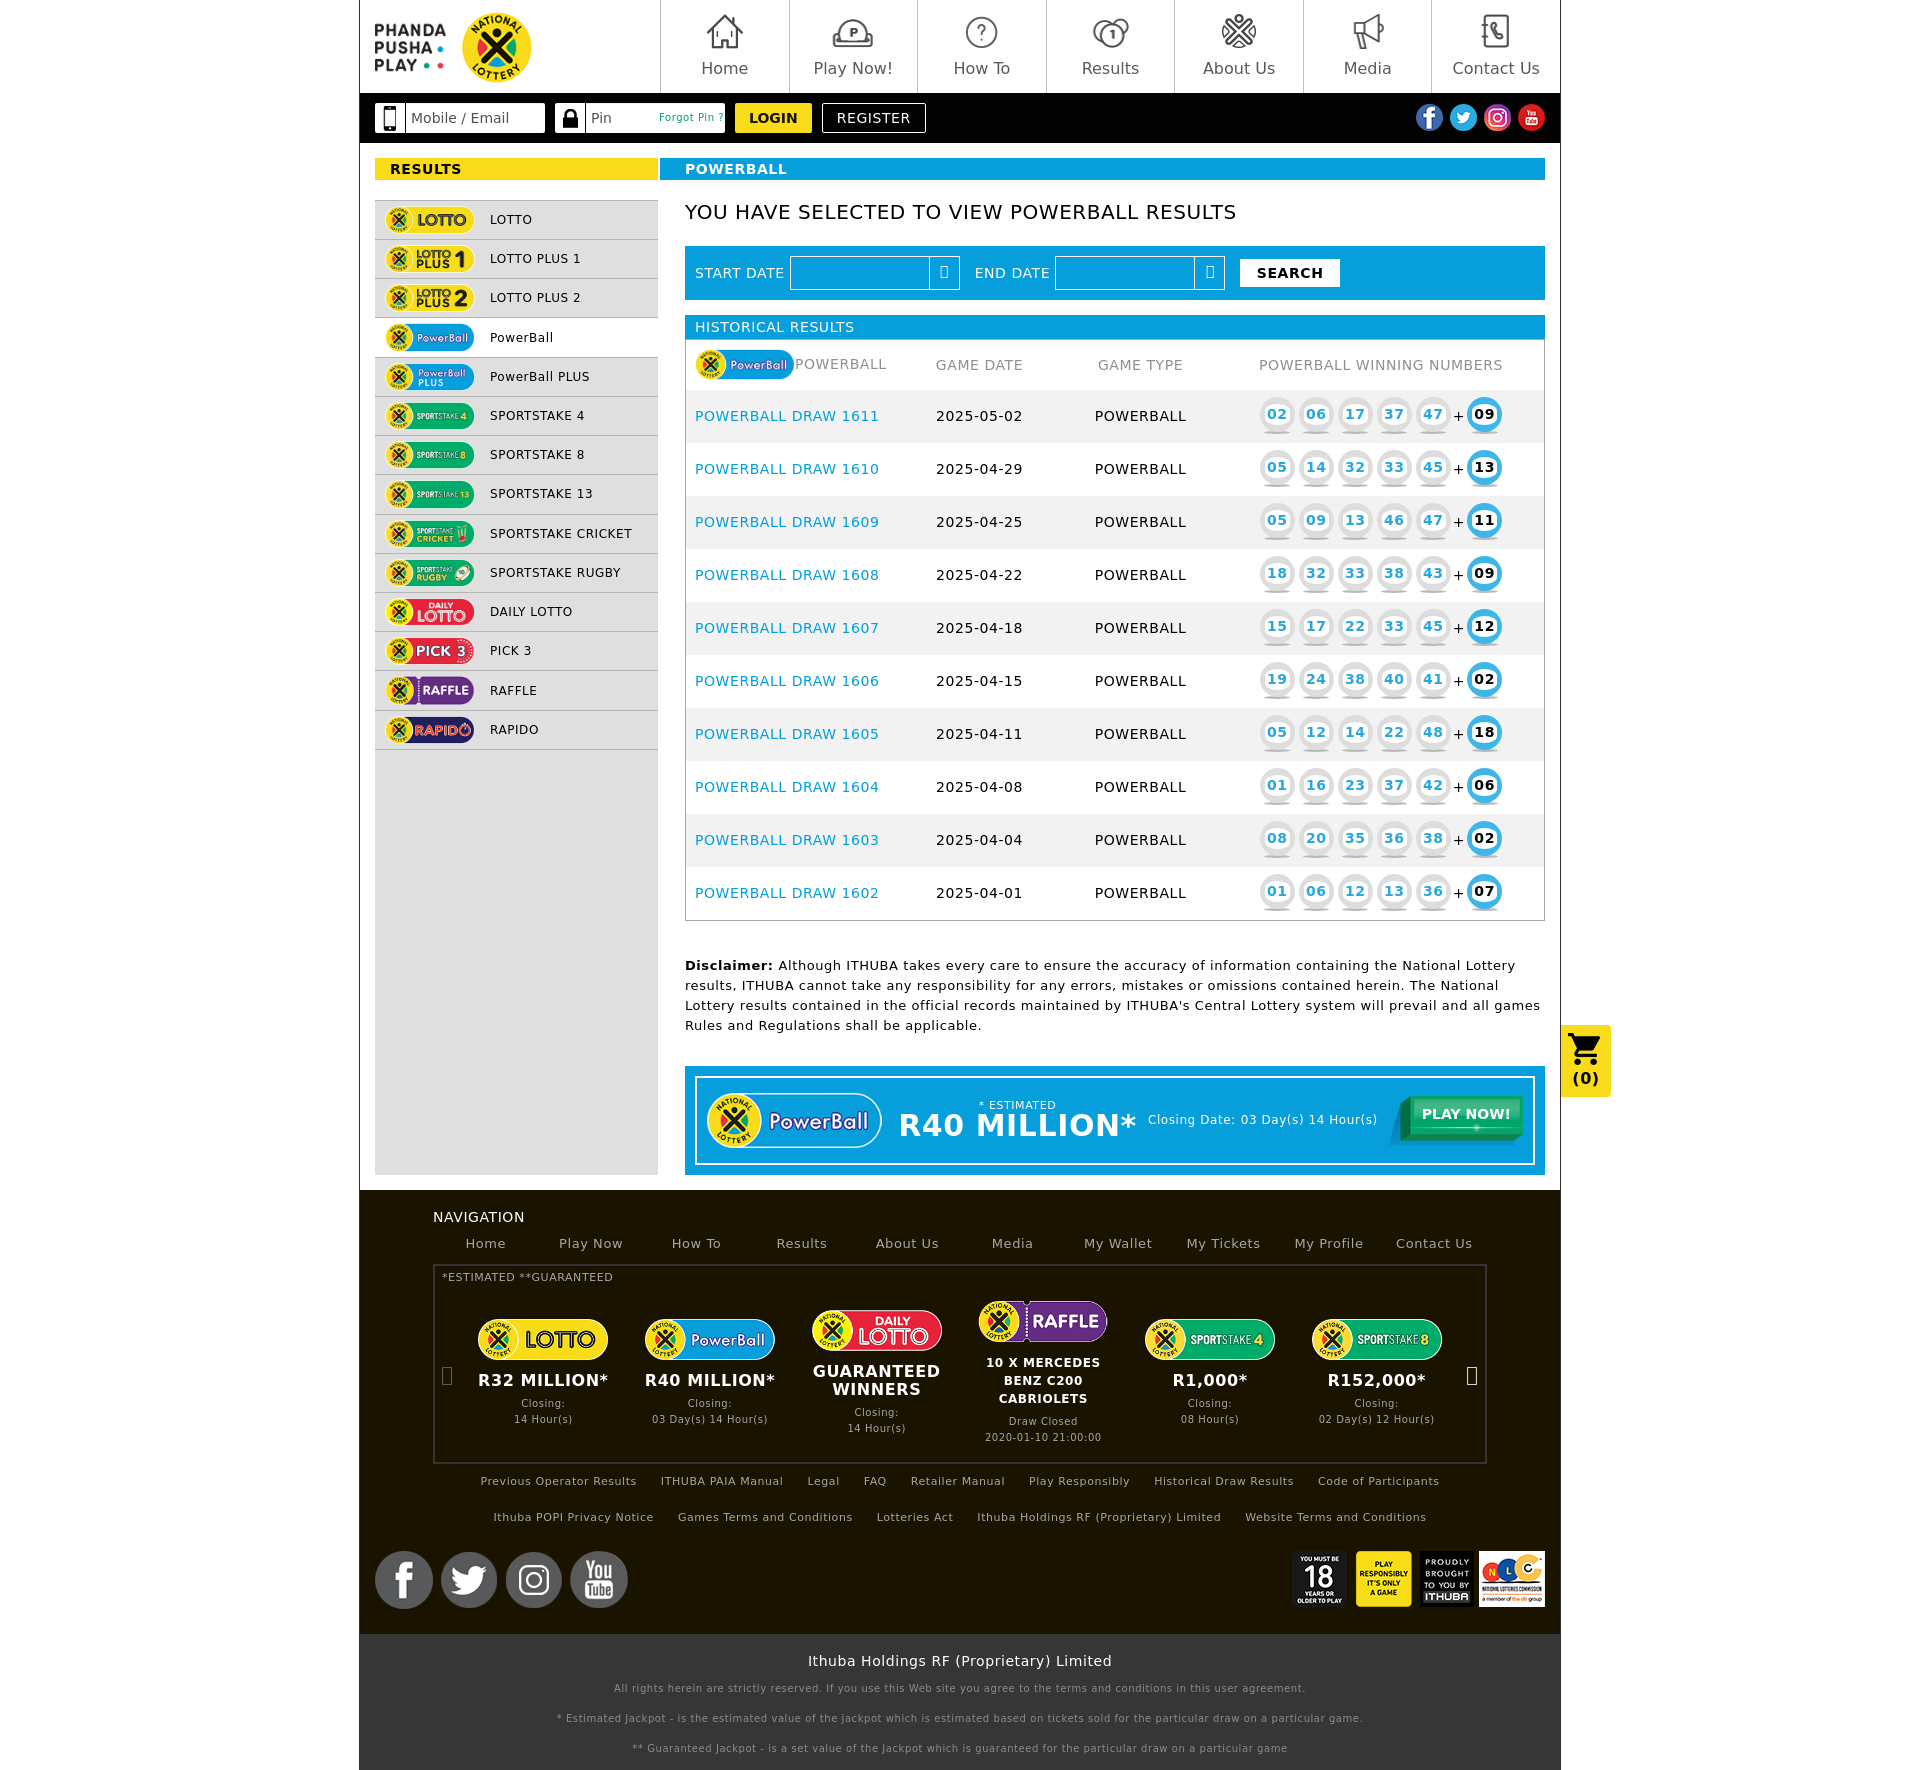 PHANDA
PUSHA
PLAY
NATIONAL
LOTTERY
Home
Play Now!
How To
Results
About Us
Media
Contact Us
Mobile / Email
Pin
Forgot Pin ?
LOGIN
REGISTER
You
Tube
RESULTS
POWERBALL
LOTTO LOTTO
LOTTO PLUS 1 LOTTO PLUS 1
LOTTO PLUS 2 LOTTO PLUS 2
PowerBall PowerBall
PowerBall PLUS PowerBall PLUS
SPORTSTAKE 4 SPORTSTAKE 4
SPORTSTAKE 8 SPORTSTAKE 8
SPORTSTAKE 13 SPORTSTAKE 13
SPORTSTAKE CRICKET SPORTSTAKE CRICKET
SPORTSTAKE RUGBY SPORTSTAKE RUGBY
DAILY LOTTO DAILY LOTTO
PICK 3 PICK 3
RAFFLE RAFFLE
RAPIDO RAPIDO
YOU HAVE SELECTED TO VIEW POWERBALL RESULTS
START DATE END DATE SEARCH
HISTORICAL RESULTS
PowerBall POWERBALL GAME DATE GAME TYPE POWERBALL WINNING NUMBERS
POWERBALL DRAW 1611 2025-05-02 POWERBALL 02 06 17 37 47 + 09
POWERBALL DRAW 1610 2025-04-29 POWERBALL 05 14 32 33 45 + 13
POWERBALL DRAW 1609 2025-04-25 POWERBALL 05 09 13 46 47 + 11
POWERBALL DRAW 1608 2025-04-22 POWERBALL 18 32 33 38 43 + 09
POWERBALL DRAW 1607 2025-04-18 POWERBALL 15 17 22 33 45 + 12
POWERBALL DRAW 1606 2025-04-15 POWERBALL 19 24 38 40 41 + 02
POWERBALL DRAW 1605 2025-04-11 POWERBALL 05 12 14 22 48 + 18
POWERBALL DRAW 1604 2025-04-08 POWERBALL 01 16 23 37 42 + 06
POWERBALL DRAW 1603 2025-04-04 POWERBALL 08 20 35 36 38 + 02
POWERBALL DRAW 1602 2025-04-01 POWERBALL 01 06 12 13 36 + 07
Disclaimer: Although ITHUBA takes every care to ensure the accuracy of information containing the National Lottery
results, ITHUBA cannot take any responsibility for any errors, mistakes or omissions contained herein. The National
Lottery results contained in the official records maintained by ITHUBA's Central Lottery system will prevail and all games
Rules and Regulations shall be applicable.
(0)
NATIONAL LOTTERY PowerBall
* ESTIMATED
R40 MILLION*
Closing Date: 03 Day(s) 14 Hour(s)
PLAY NOW!
NAVIGATION
Home Play Now How To Results About Us Media My Wallet My Tickets My Profile Contact Us
*ESTIMATED **GUARANTEED
LOTTO
R32 MILLION*
Closing:
14 Hour(s)
PowerBall
R40 MILLION*
Closing:
03 Day(s) 14 Hour(s)
DAILY LOTTO
GUARANTEED
WINNERS
Closing:
14 Hour(s)
RAFFLE
10 X MERCEDES
BENZ C200
CABRIOLETS
Draw Closed
2020-01-10 21:00:00
SPORTSTAKE 4
R1,000*
Closing:
08 Hour(s)
SPORTSTAKE 8
R152,000*
Closing:
02 Day(s) 12 Hour(s)
Previous Operator Results ITHUBA PAIA Manual Legal FAQ Retailer Manual Play Responsibly Historical Draw Results Code of Participants
Ithuba POPI Privacy Notice Games Terms and Conditions Lotteries Act Ithuba Holdings RF (Proprietary) Limited Website Terms and Conditions
You
Tube
YOU MUST BE
18
YEARS OR
OLDER TO PLAY
PLAY
RESPONSIBLY
IT'S ONLY
A GAME
PROUDLY
BROUGHT
TO YOU BY
ITHUBA
NLC
NATIONAL LOTTERIES COMMISSION
a member of the dti group
Ithuba Holdings RF (Proprietary) Limited
All rights herein are strictly reserved. If you use this Web site you agree to the terms and conditions in this user agreement.
* Estimated Jackpot - is the estimated value of the jackpot which is estimated based on tickets sold for the particular draw on a particular game.
** Guaranteed Jackpot - is a set value of the Jackpot which is guaranteed for the particular draw on a particular game